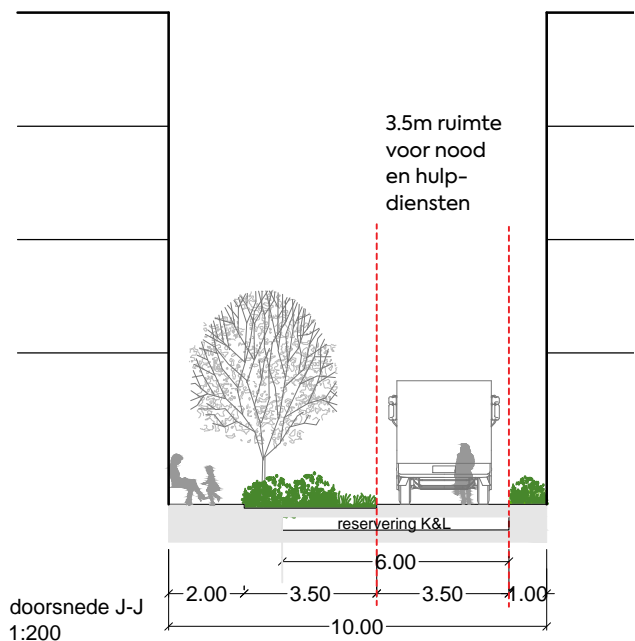 3.5m ruimte
voor nood
en hulp-
diensten
reservering K&L
6.00
2.00 3.50 3.50 1.00
doorsnede J-J
1:200
10.00